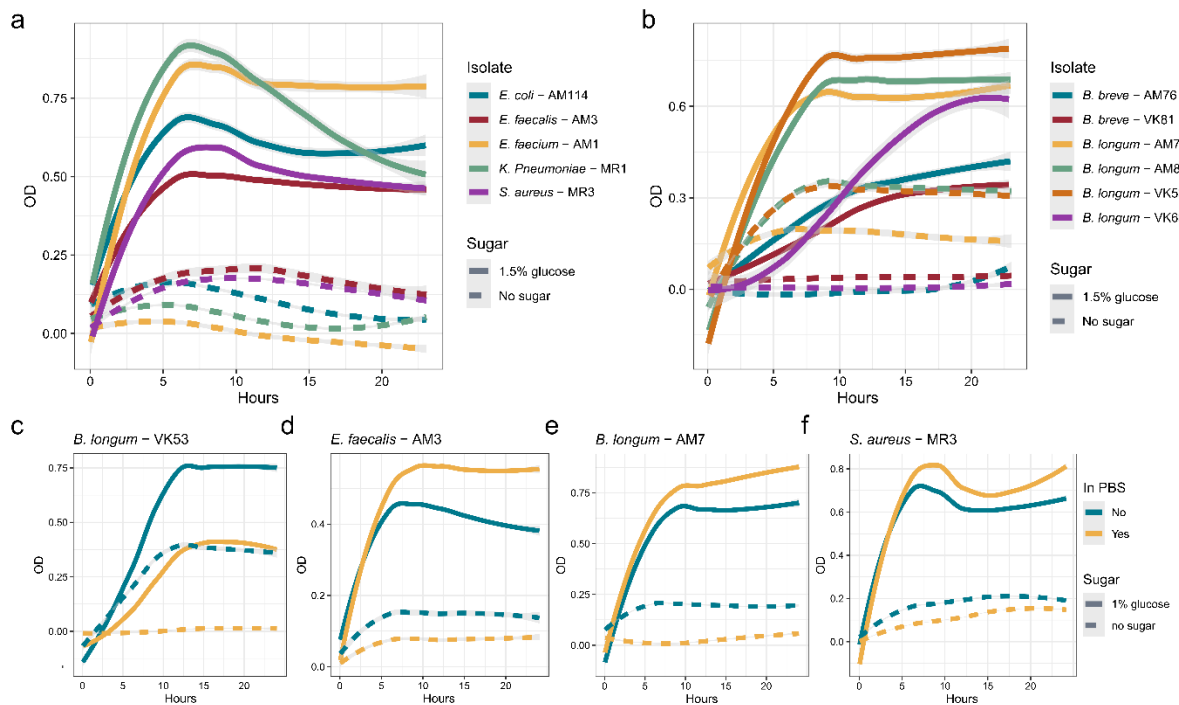 a
b
1.00
0.75
0.50
0.25
0.00
OD
0 5 10 15 20
Hours
Isolate
E. coli – AM114
E. faecalis – AM3
E. faecium – AM1
K. Pneumoniae – MR1
S. aureus – MR3
Sugar
1.5% glucose
No sugar
0.6
0.3
0.0
OD
0 5 10 15 20
Hours
Isolate
B. breve – AM76
B. breve – VK81
B. longum – AM7
B. longum – AM8
B. longum – VK5
B. longum – VK6
Sugar
1.5% glucose
No sugar
c
B. longum – VK53
0.75
0.50
0.25
0.00
OD
0 5 10 15 20
Hours
d
E. faecalis – AM3
0.4
0.2
0.0
OD
0 5 10 15 20
Hours
e
B. longum – AM7
0.75
0.50
0.25
0.00
OD
0 5 10 15 20
Hours
f
S. aureus – MR3
0.8
0.6
0.4
0.2
0.0
OD
0 5 10 15 20
Hours
In PBS
No
Yes
Sugar
1% glucose
no sugar